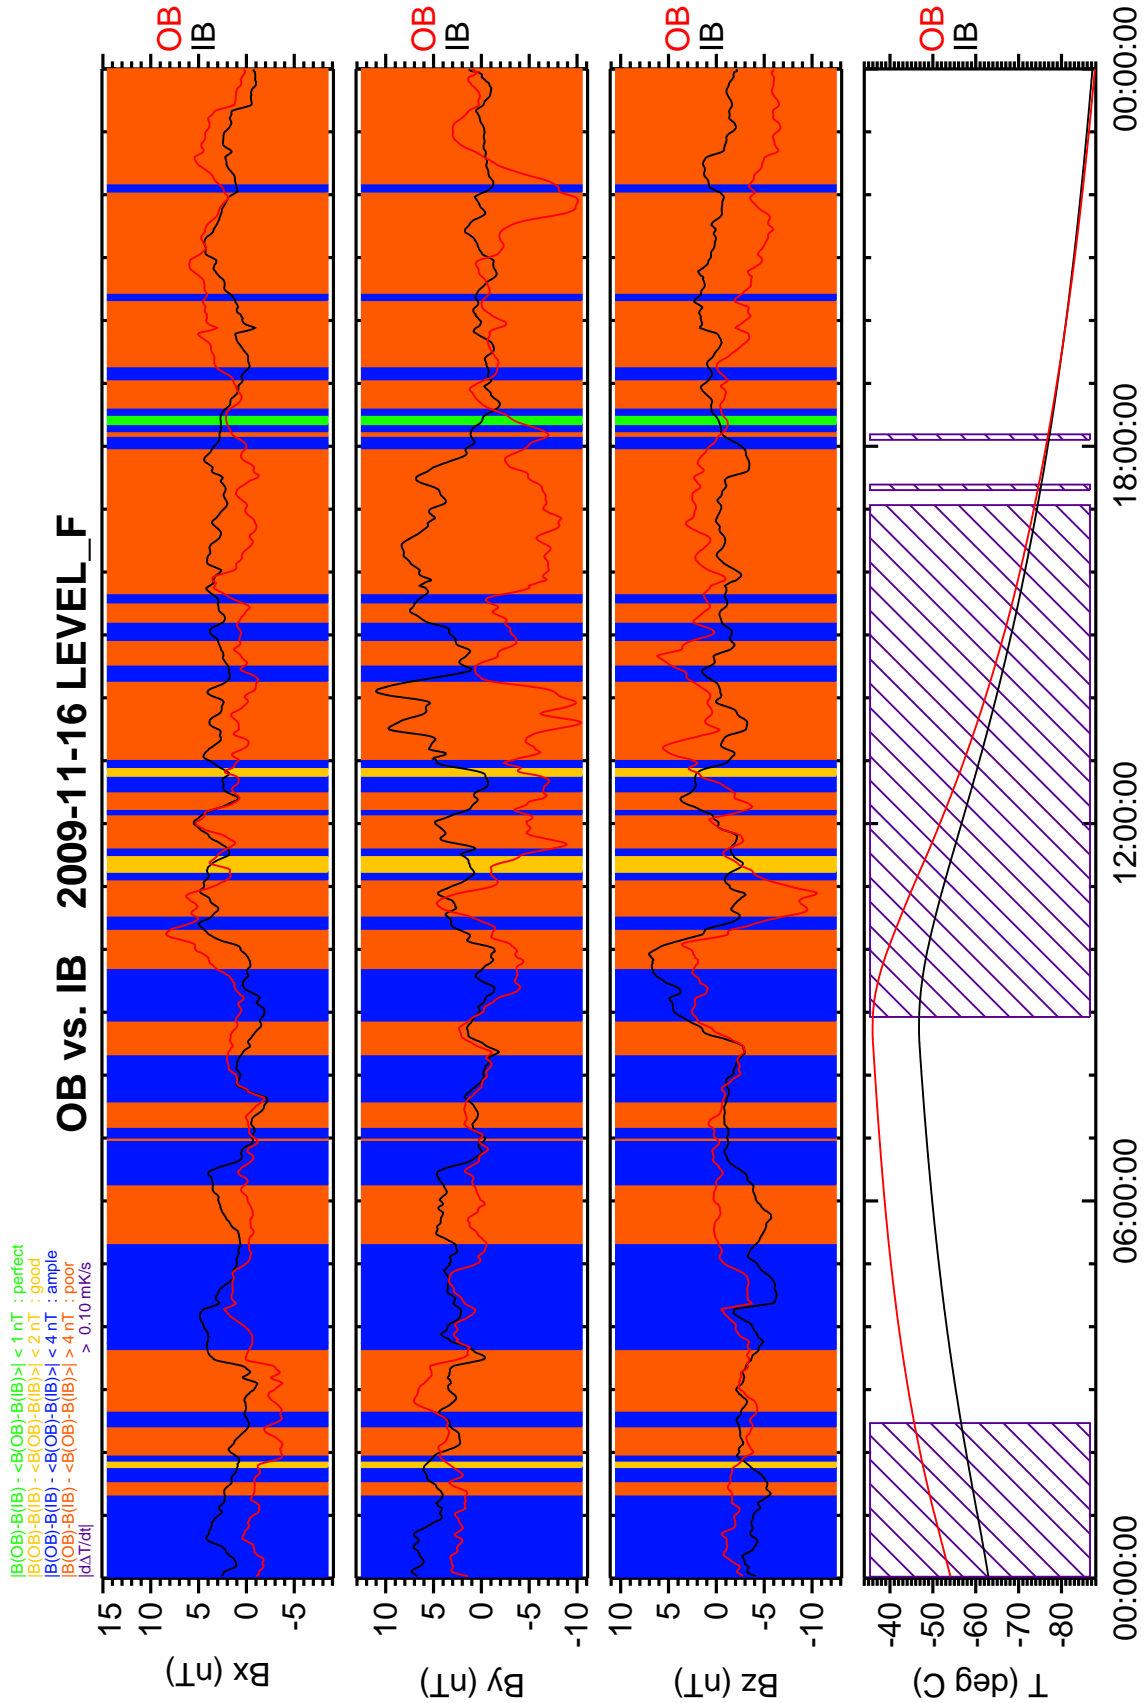 OB vs. IB 2009-11-16 LEVEL_F
|B(OB)-B(IB) - <B(OB)-B(IB)>| < 1 nT : perfect
|B(OB)-B(IB) - <B(OB)-B(IB)>| < 2 nT : good
|B(OB)-B(IB) - <B(OB)-B(IB)>| < 4 nT : ample
|B(OB)-B(IB) - <B(OB)-B(IB)>| > 4 nT : poor
|dΔT/dt| > 0.10 mK/s
15
10
5
0
-5
Bx (nT)
OB
IB
10
5
0
-5
-10
By (nT)
OB
IB
10
5
0
-5
-10
Bz (nT)
OB
IB
-40
-50
-60
-70
-80
T (deg C)
OB
IB
00:00:00
06:00:00
12:00:00
18:00:00
00:00:00